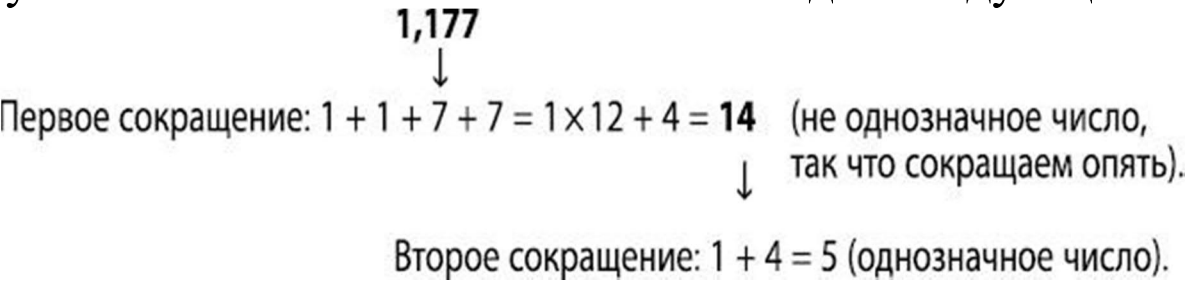 1,177
↓
Первое сокращение: 1 + 1 + 7 + 7 = 1 × 12 + 4 = 14 (не однозначное число,
↓ так что сокращаем опять).
Второе сокращение: 1 + 4 = 5 (однозначное число).